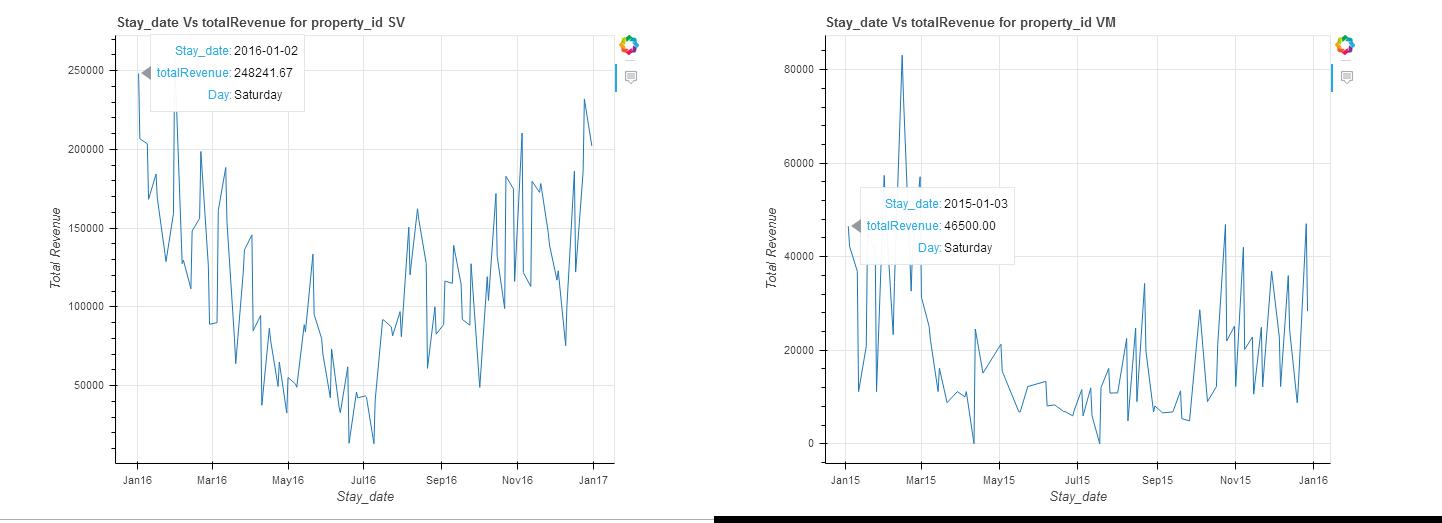 Stay_date Vs totalRevenue for property_id SV
Stay_date: 2016-01-02
totalRevenue: 248241.67
Day: Saturday
250000
200000
150000
100000
50000
Total Revenue
Jan16 Mar16 May16 Jul16 Sep16 Nov16 Jan17
Stay_date
Stay_date Vs totalRevenue for property_id VM
80000
60000
40000
20000
0
Stay_date: 2015-01-03
totalRevenue: 46500.00
Day: Saturday
Total Revenue
Jan15 Mar15 May15 Jul15 Sep15 Nov15 Jan16
Stay_date